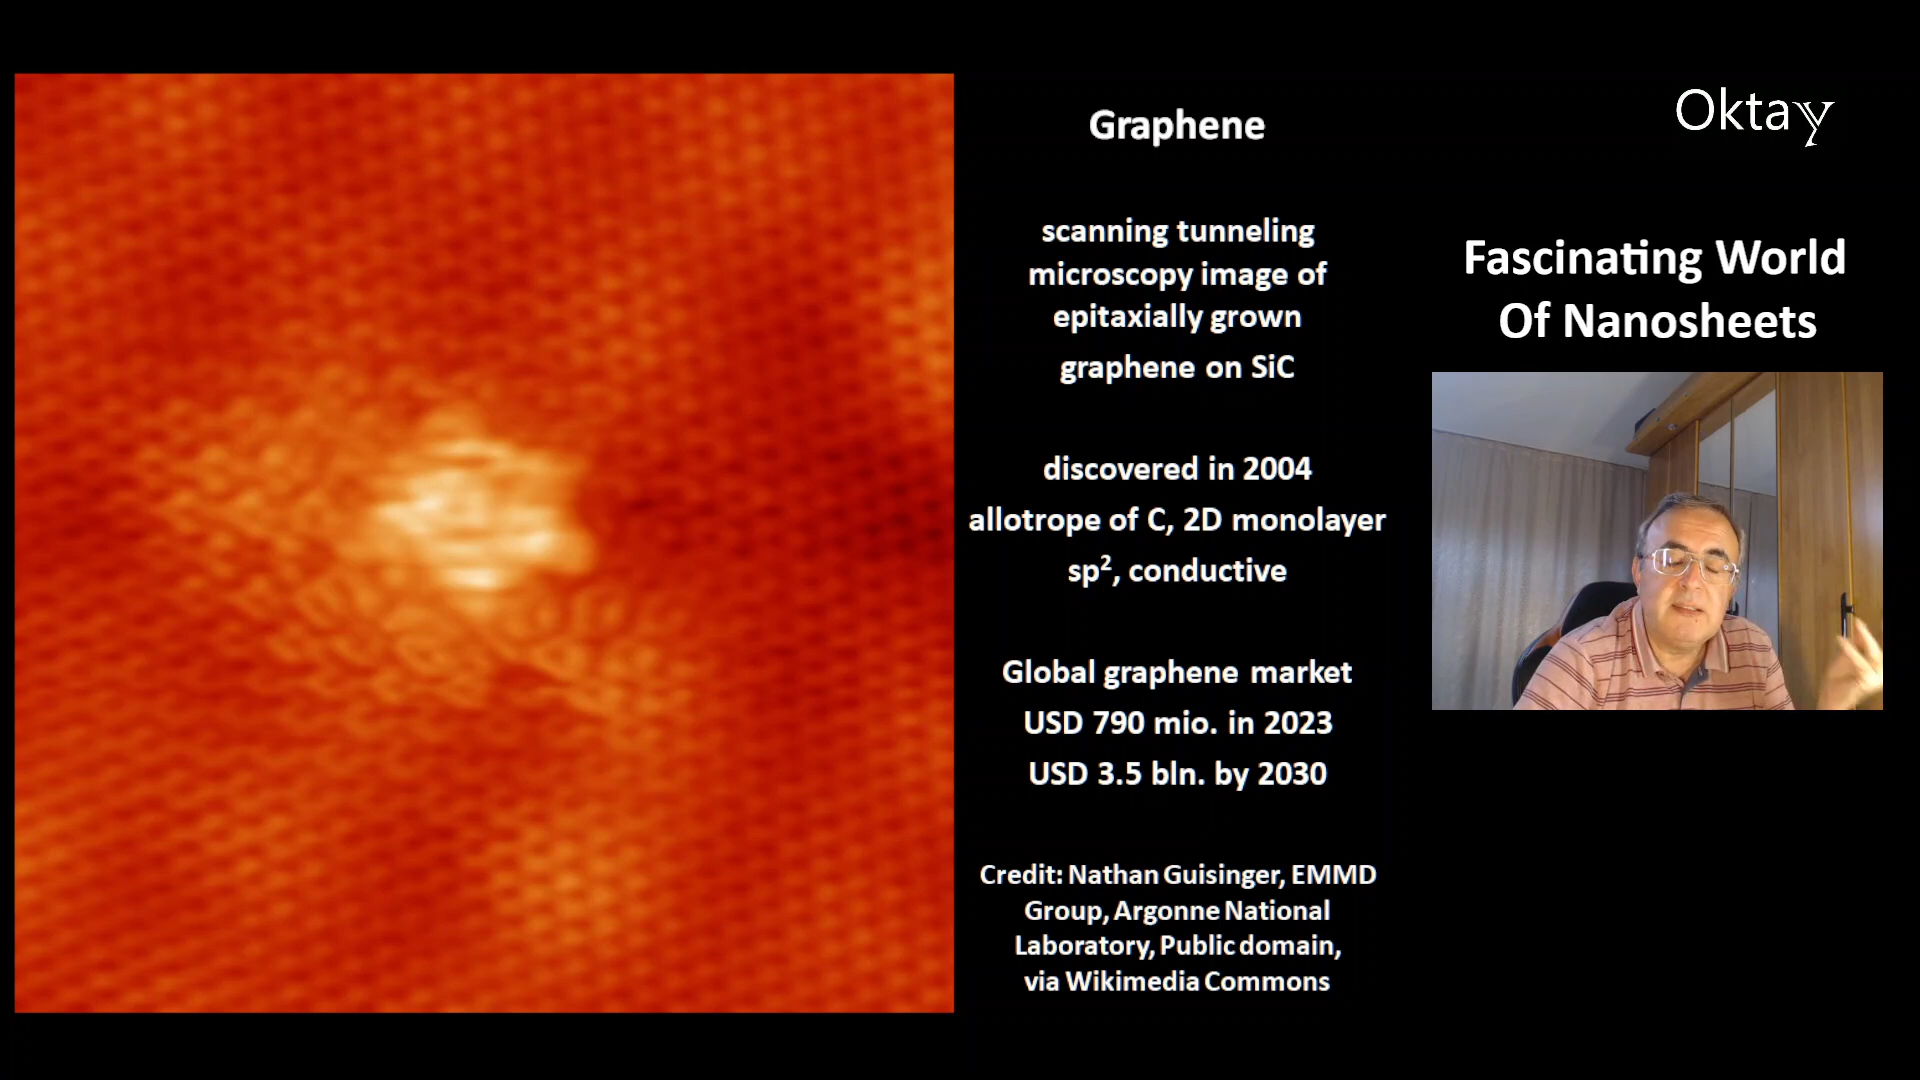 Graphene
scanning tunneling
microscopy image of
epitaxially grown
graphene on SiC
discovered in 2004
allotrope of C, 2D monolayer
sp², conductive
Global graphene market
USD 790 mio. in 2023
USD 3.5 bln. by 2030
Credit: Nathan Guisinger, EMMD
Group, Argonne National
Laboratory, Public domain,
via Wikimedia Commons
Oktay
Fascinating World
Of Nanosheets